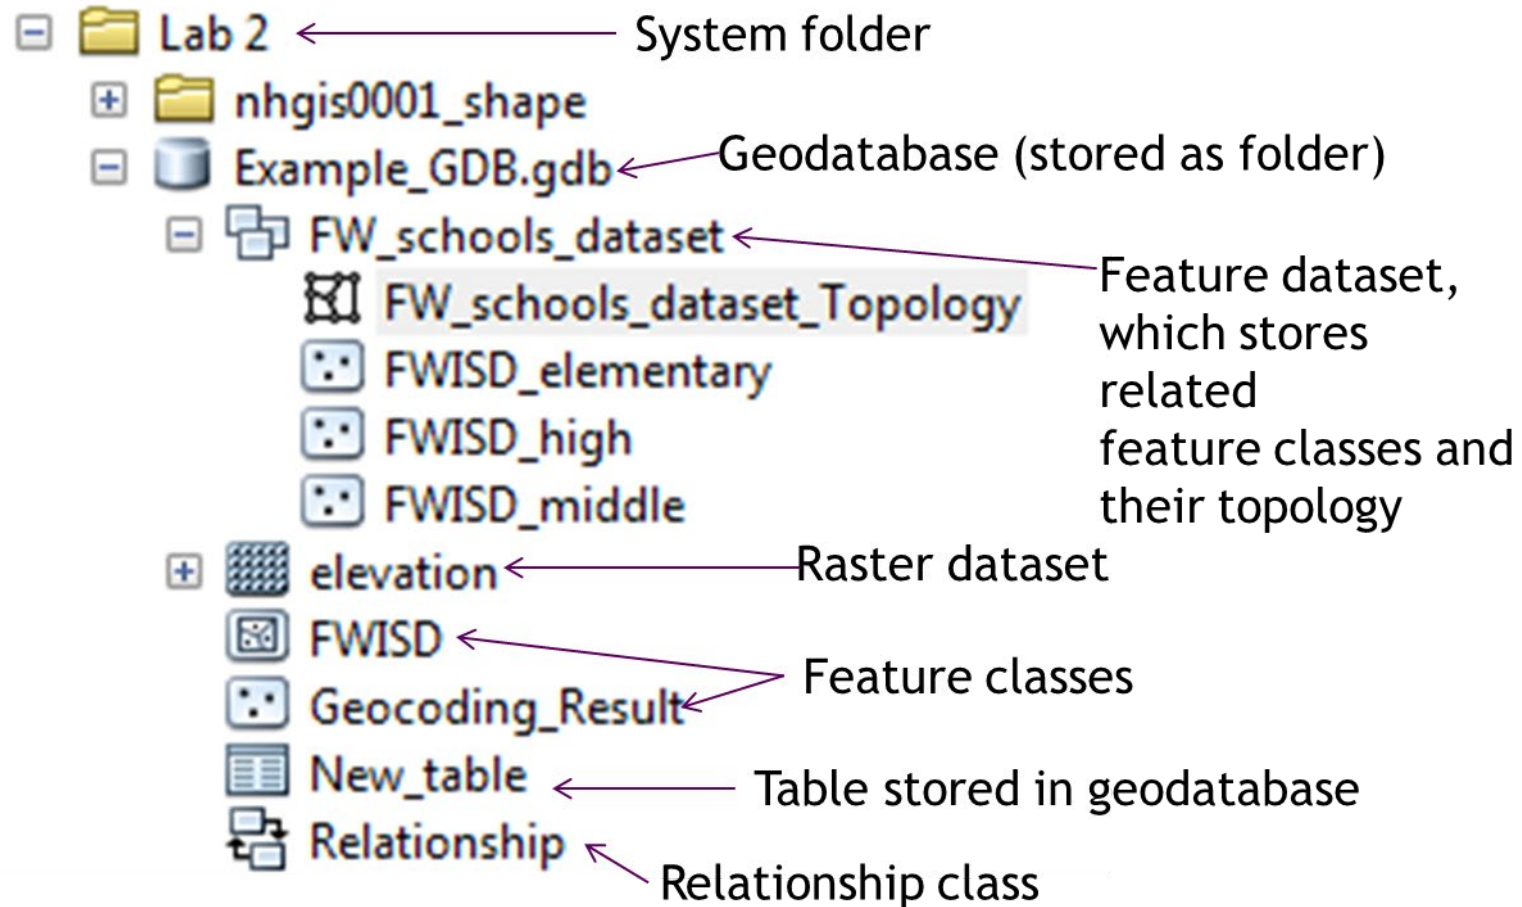 Lab 2
System folder
nhgis0001_shape
Example_GDB.gdb
Geodatabase (stored as folder)
FW_schools_dataset
FW_schools_dataset_Topology
FWISD_elementary
FWISD_high
FWISD_middle
Feature dataset,
which stores
related
feature classes and
their topology
elevation
Raster dataset
FWISD
Geocoding_Result
Feature classes
New_table
Table stored in geodatabase
Relationship
Relationship class